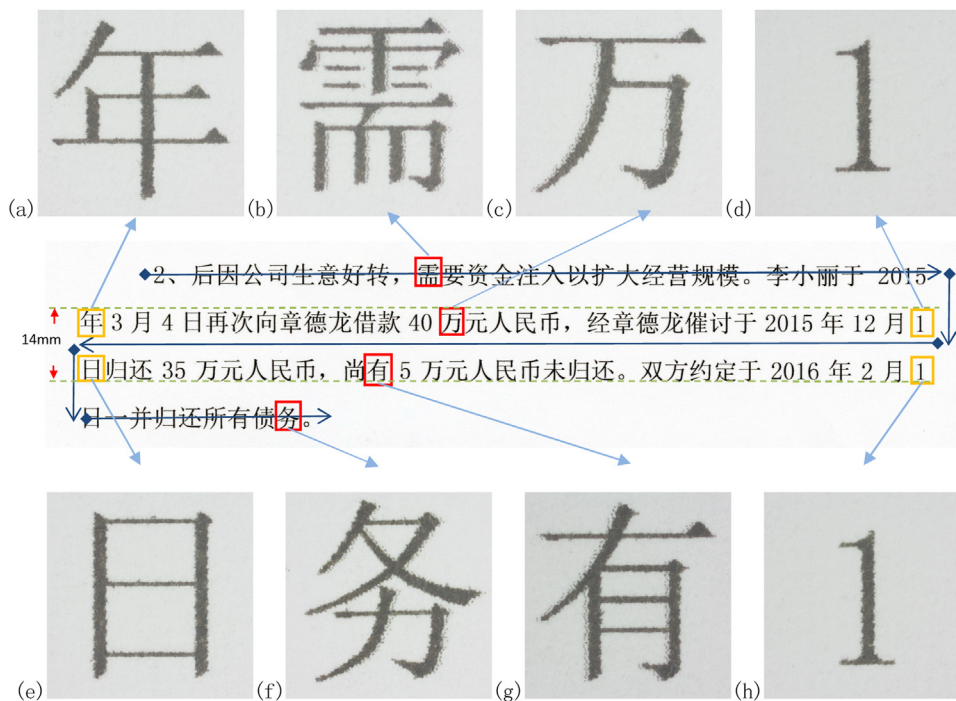 年 需 万 1
(a) (b) (c) (d)
2、后因公司生意好转，需要资金注入以扩大经营规模。李小丽于 2015
年 3 月 4 日再次向章德龙借款 40 万元人民币，经章德龙催讨于 2015 年 12 月 1
14mm
日归还 35 万元人民币，尚有 5 万元人民币未归还。双方约定于 2016 年 2 月 1
日一并归还所有债务。
日 务 有 1
(e) (f) (g) (h)